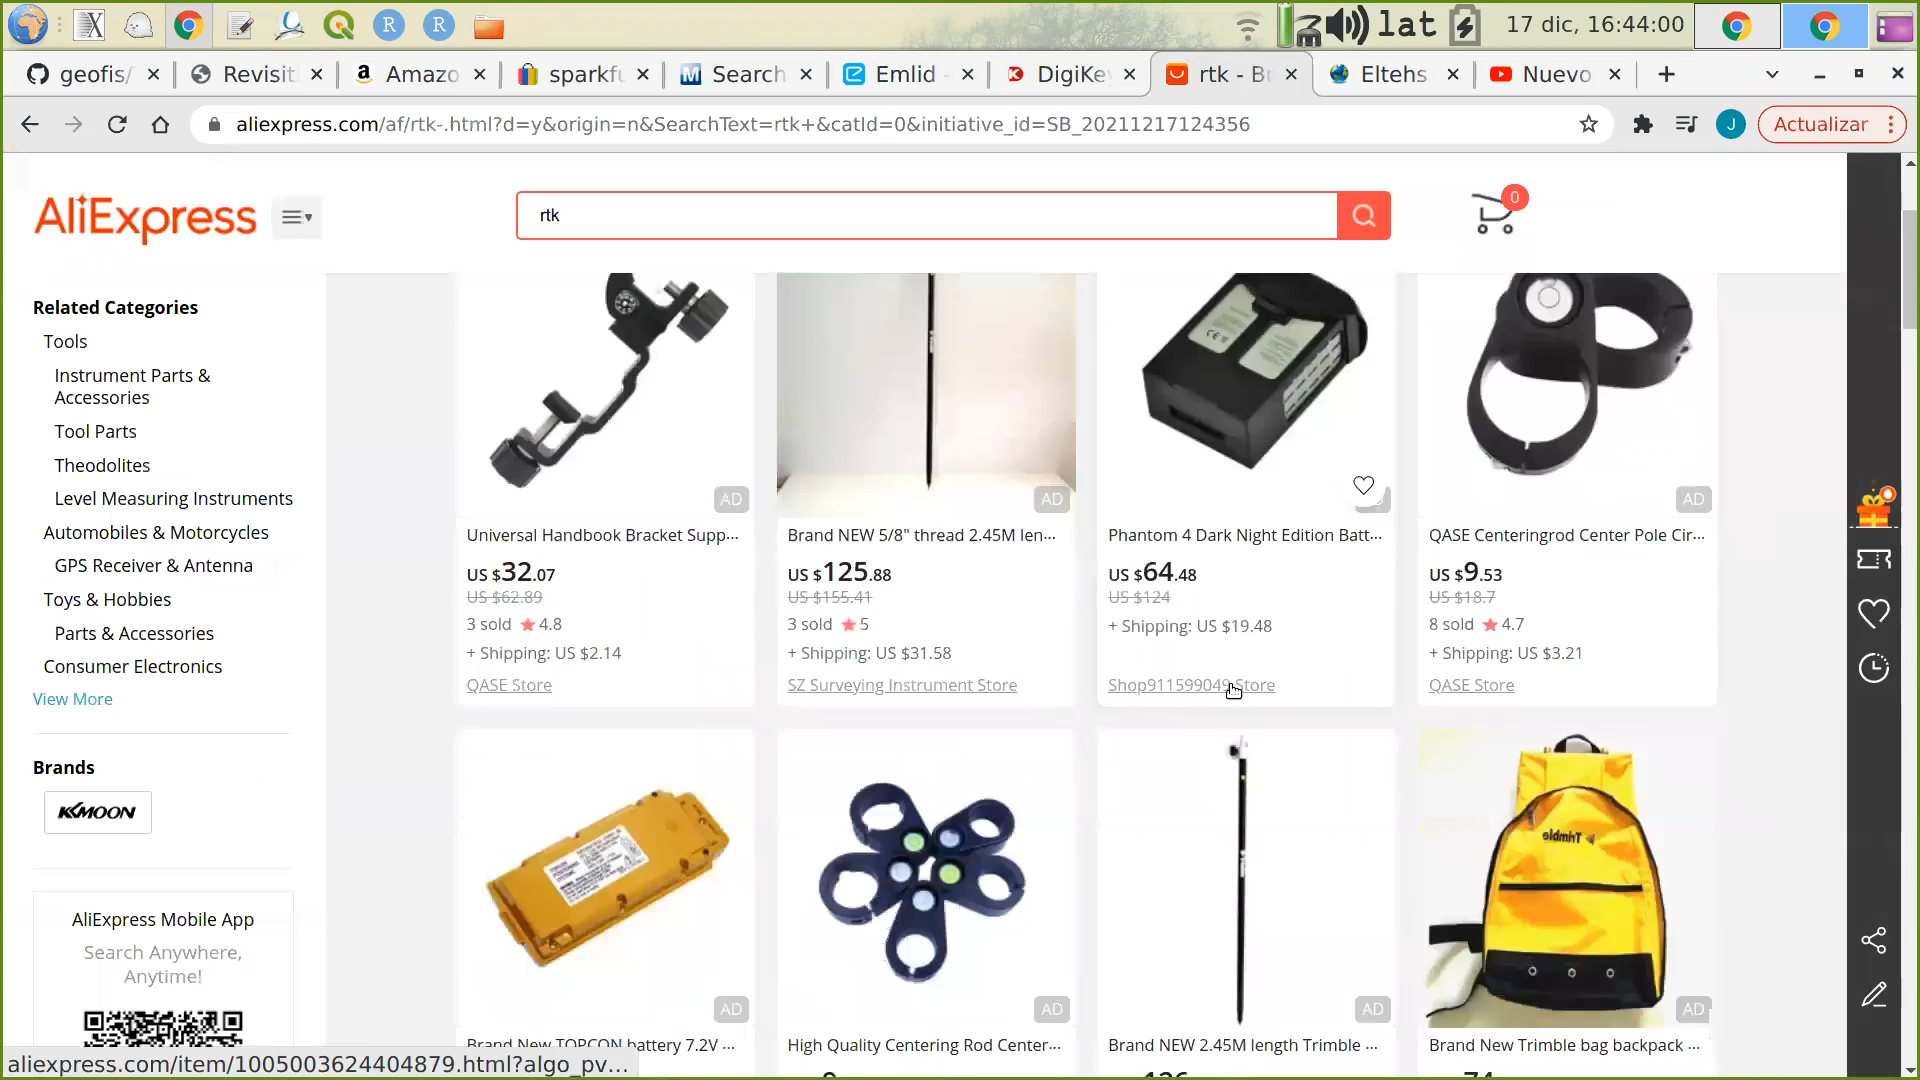 lat
17 dic, 16:44:00
geofis/
Revisit
Amazo
sparkfu
Search
Emlid -
DigiKe
rtk - B
Eltehs
Nuevo
aliexpress.com/af/rtk-.html?d=y&origin=n&SearchText=rtk+&catId=0&initiative_id=SB_20211217124356
J
Actualizar
AliExpress
rtk
0
Related Categories
Tools
Instrument Parts &
Accessories
Tool Parts
Theodolites
Level Measuring Instruments
Automobiles & Motorcycles
GPS Receiver & Antenna
Toys & Hobbies
Parts & Accessories
Consumer Electronics
View More
Brands
KKMOON
AliExpress Mobile App
Search Anywhere,
Anytime!
AD
Universal Handbook Bracket Supp...
US $32.07
US $62.89
3 sold 4.8
+ Shipping: US $2.14
QASE Store
AD
Brand NEW 5/8" thread 2.45M len...
US $125.88
US $155.41
3 sold 5
+ Shipping: US $31.58
SZ Surveying Instrument Store
Phantom 4 Dark Night Edition Batt...
US $64.48
US $124
+ Shipping: US $19.48
Shop911599049 Store
AD
QASE Centeringrod Center Pole Cir...
US $9.53
US $18.7
8 sold 4.7
+ Shipping: US $3.21
QASE Store
AD
Brand New TOPCON battery 7.2V ...
AD
High Quality Centering Rod Center...
AD
Brand NEW 2.45M length Trimble ...
Trimble
AD
Brand New Trimble bag backpack ...
aliexpress.com/item/1005003624404879.html?algo_pv...